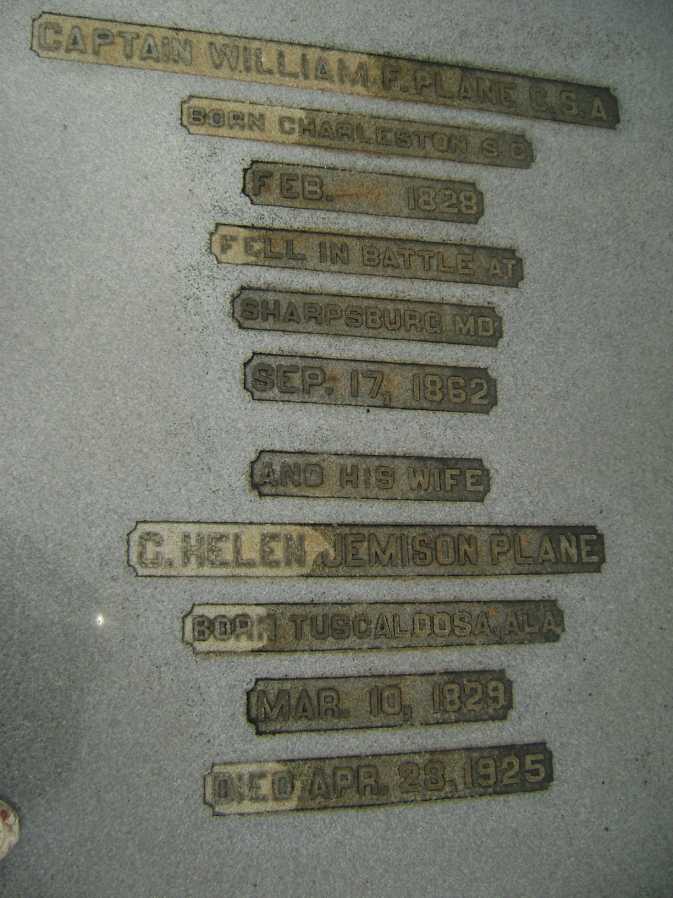 CAPTAIN WILLIAM F. PLANE C.S.A
BORN CHARLESTON S.C
FEB. 1828
FELL IN BATTLE AT
SHARPSBURG MD
SEP. 17, 1862
AND HIS WIFE
C. HELEN JEMISON PLANE
BORN TUSCALOOSA, ALA
MAR. 10, 1829
DIED APR. 23, 1925